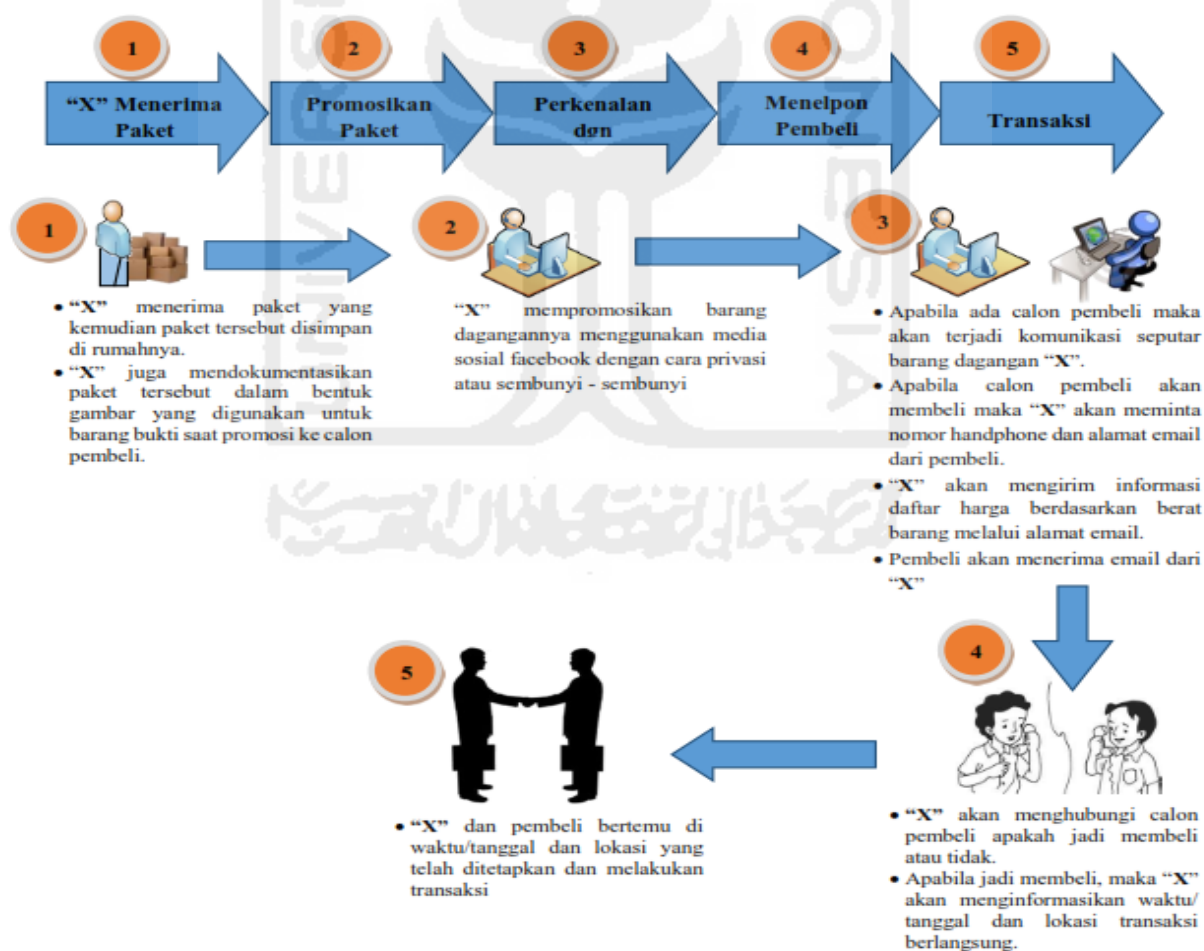 1
2
3
4
5
“X” Menerima
Paket
Promosikan
Paket
Perkenalan
dgn
Menelpon
Pembeli
Transaksi
1
• “X” menerima paket yang
kemudian paket tersebut disimpan
di rumahnya.
• “X” juga mendokumentasikan
paket tersebut dalam bentuk
gambar yang digunakan untuk
barang bukti saat promosi ke calon
pembeli.
2
“X” mempromosikan barang
dagangannya menggunakan media
sosial facebook dengan cara privasi
atau sembunyi - sembunyi
3
• Apabila ada calon pembeli maka
akan terjadi komunikasi seputar
barang dagangan “X”.
• Apabila calon pembeli akan
membeli maka “X” akan meminta
nomor handphone dan alamat email
dari pembeli.
• “X” akan mengirim informasi
daftar harga berdasarkan berat
barang melalui alamat email.
• Pembeli akan menerima email dari
“X”
4
• “X” akan menghubungi calon
pembeli apakah jadi membeli
atau tidak.
• Apabila jadi membeli, maka “X”
akan menginformasikan waktu/
tanggal dan lokasi transaksi
berlangsung.
5
• “X” dan pembeli bertemu di
waktu/tanggal dan lokasi yang
telah ditetapkan dan melakukan
transaksi